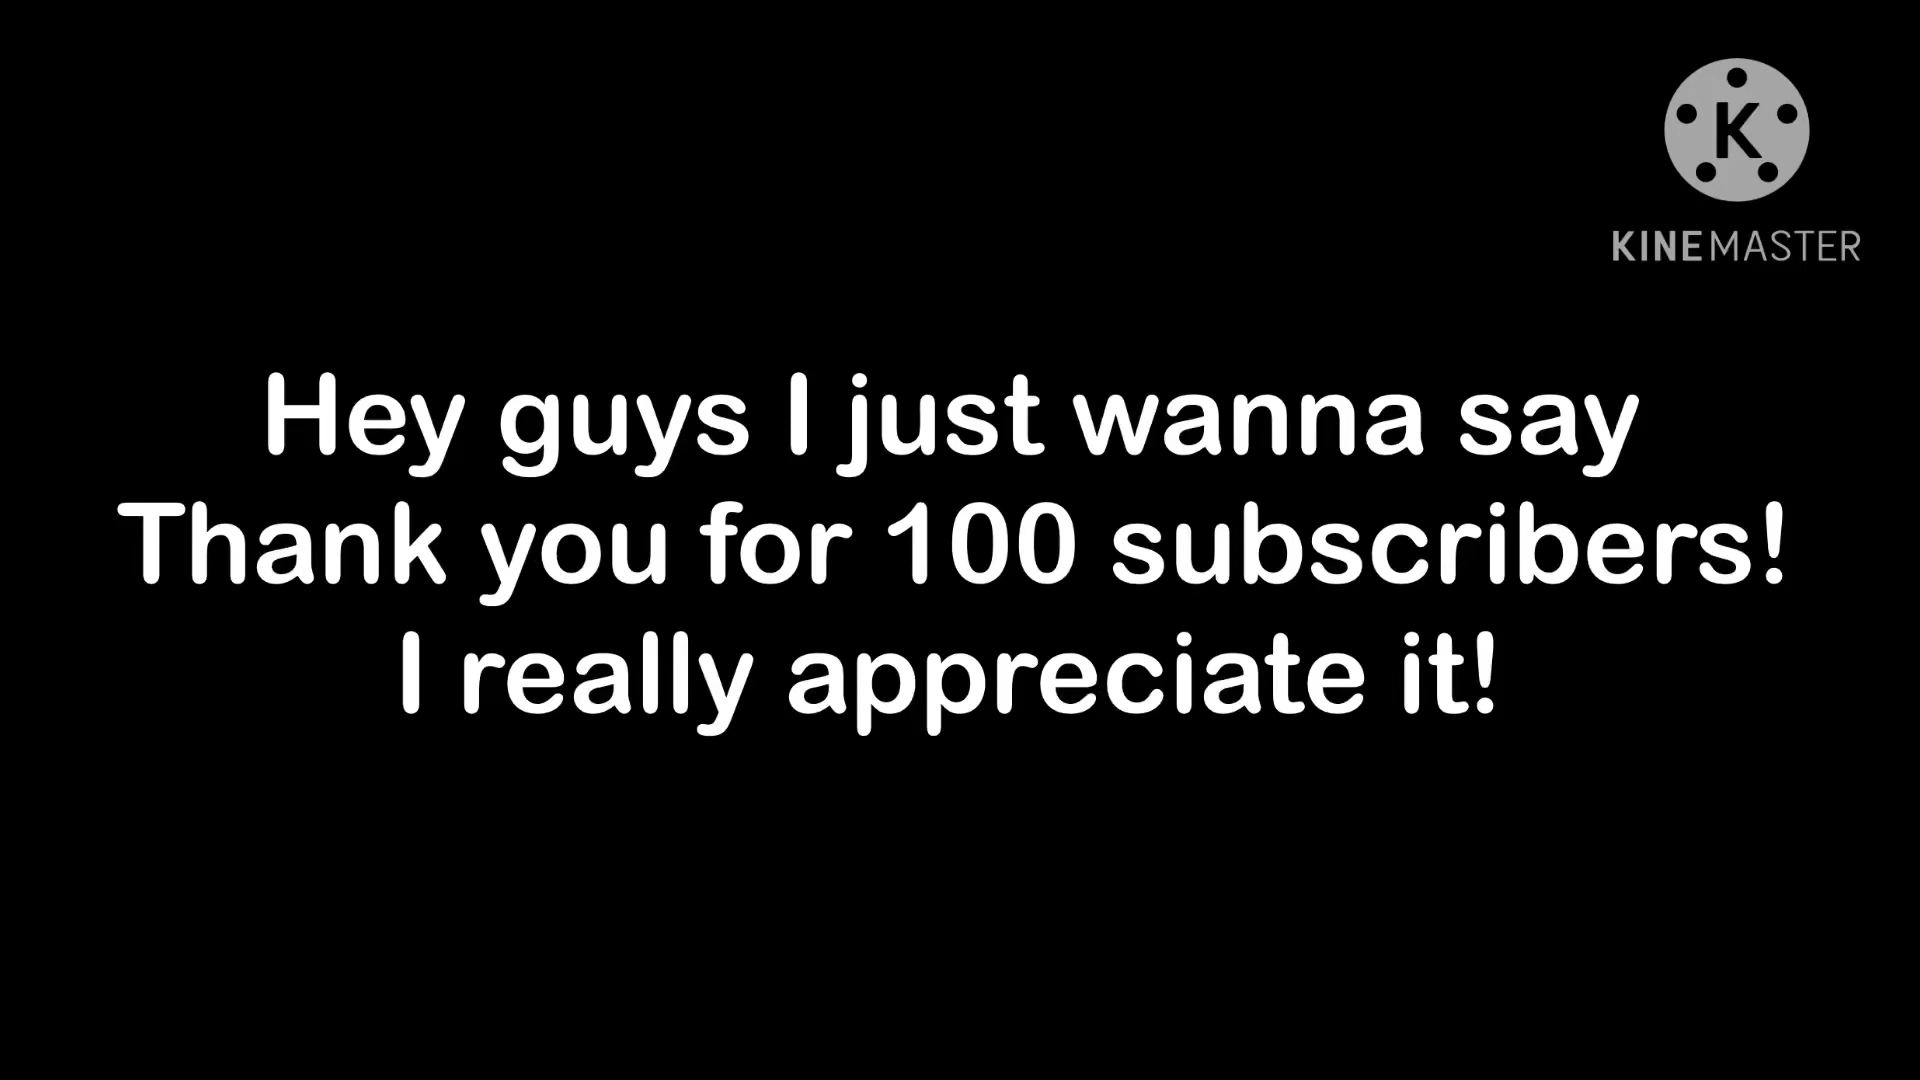 K
KINEMASTER
Hey guys I just wanna say
Thank you for 100 subscribers!
I really appreciate it!